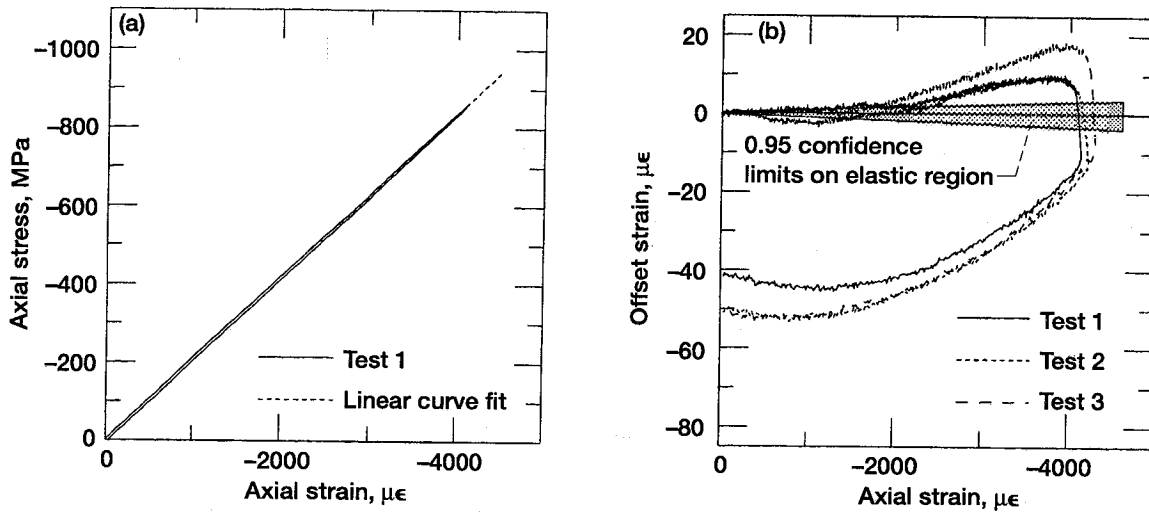 (a)
Axial stress, MPa
–1000
–800
–600
–400
–200
0
0
–2000
–4000
Axial strain, με
Test 1
Linear curve fit
(b)
Offset strain, με
20
0
–20
–40
–60
–80
0
–2000
–4000
Axial strain, με
0.95 confidence
limits on elastic region
Test 1
Test 2
Test 3